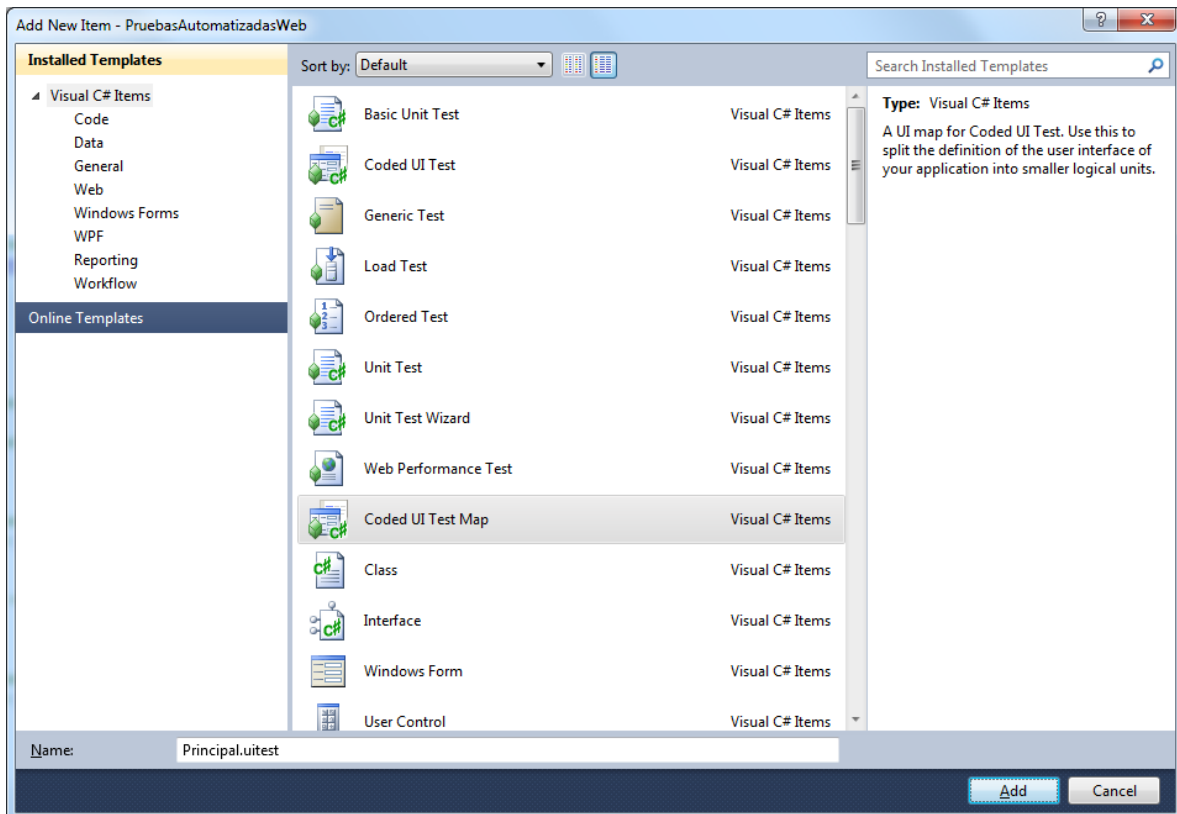 Add New Item - PruebasAutomatizadasWeb
Installed Templates
Visual C# Items
Code
Data
General
Web
Windows Forms
WPF
Reporting
Workflow
Online Templates
Sort by: Default
Basic Unit Test Visual C# Items
Coded UI Test Visual C# Items
Generic Test Visual C# Items
Load Test Visual C# Items
Ordered Test Visual C# Items
Unit Test Visual C# Items
Unit Test Wizard Visual C# Items
Web Performance Test Visual C# Items
Coded UI Test Map Visual C# Items
Class Visual C# Items
Interface Visual C# Items
Windows Form Visual C# Items
User Control Visual C# Items
Search Installed Templates
Type: Visual C# Items
A UI map for Coded UI Test. Use this to
split the definition of the user interface of
your application into smaller logical units.
Name: Principal.uitest
Add Cancel